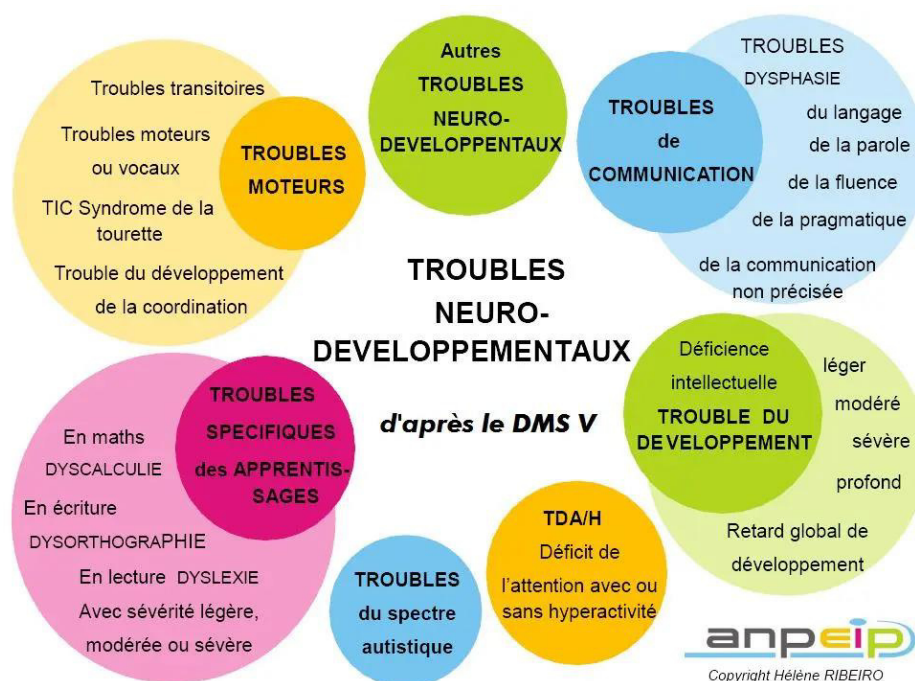 Autres
TROUBLES
NEURO-
DEVELOPPENTAUX
Troubles transitoires
Troubles moteurs
ou vocaux
TIC Syndrome de la
tourette
Trouble du développement
de la coordination
TROUBLES
MOTEURS
TROUBLES
de
COMMUNICATION
TROUBLES
DYSPHASIE
du langage
de la parole
de la fluence
de la pragmatique
de la communication
non précisée
TROUBLES
NEURO-
DEVELOPPEMENTAUX
d'après le DMS V
TROUBLES
SPECIFIQUES
des APPRENTIS-
SAGES
En maths
DYSCALCULIE
En écriture
DYSORTHOGRAPHIE
En lecture DYSLEXIE
Avec sévérité légère,
modérée ou sévère
Déficience
intellectuelle
TROUBLE DU
DEVELOPPEMENT
léger
modéré
sévère
profond
Retard global de
développement
TROUBLES
du spectre
autistique
TDA/H
Déficit de
l'attention avec ou
sans hyperactivité
anpeip
Copyright Hélène RIBEIRO